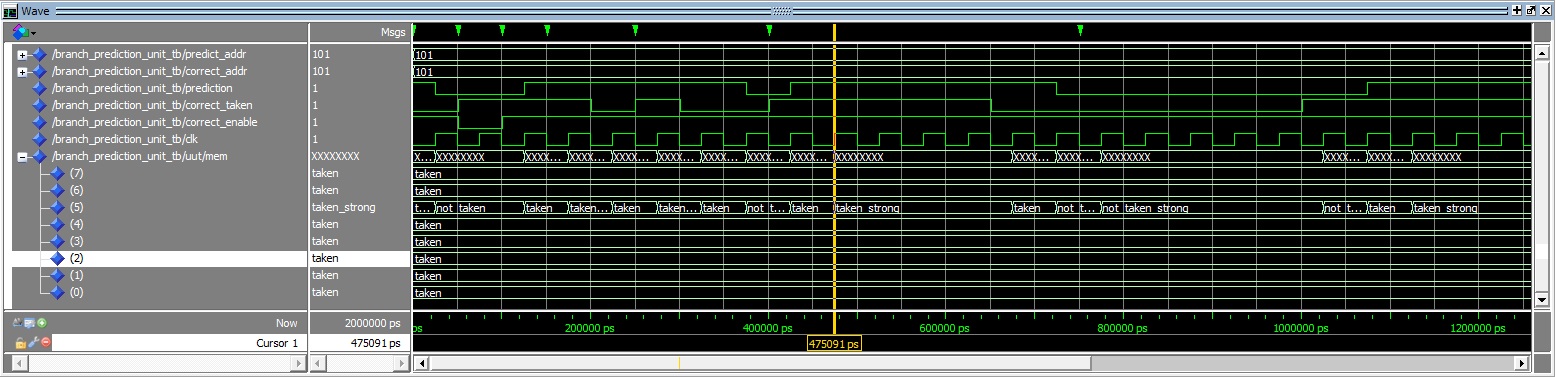 Wave
Msgs
/branch_prediction_unit_tb/predict_addr 101 101
/branch_prediction_unit_tb/correct_addr 101 101
/branch_prediction_unit_tb/prediction 1
/branch_prediction_unit_tb/correct_taken 1
/branch_prediction_unit_tb/correct_enable 1
/branch_prediction_unit_tb/clk 1
/branch_prediction_unit_tb/uut/mem XXXXXXXX X... XXXXXXXX XXXX... XXXX... XXXX... XXXX... XXXX... XXXX... XXXX... XXXXXXXX XXXX... XXXX... XXXXXXXX XXXX... XXXX... XXXXXXXX
(7) taken taken
(6) taken taken
(5) taken_strong t... not_taken taken taken... taken taken... taken not_t... taken taken_strong taken not_t... not_taken_strong not_t... taken taken_strong
(4) taken taken
(3) taken taken
(2) taken taken
(1) taken taken
(0) taken taken
Now 2000000 ps ps 200000 ps 400000 ps 600000 ps 800000 ps 1000000 ps 1200000 ps
Cursor 1 475091 ps 475091 ps